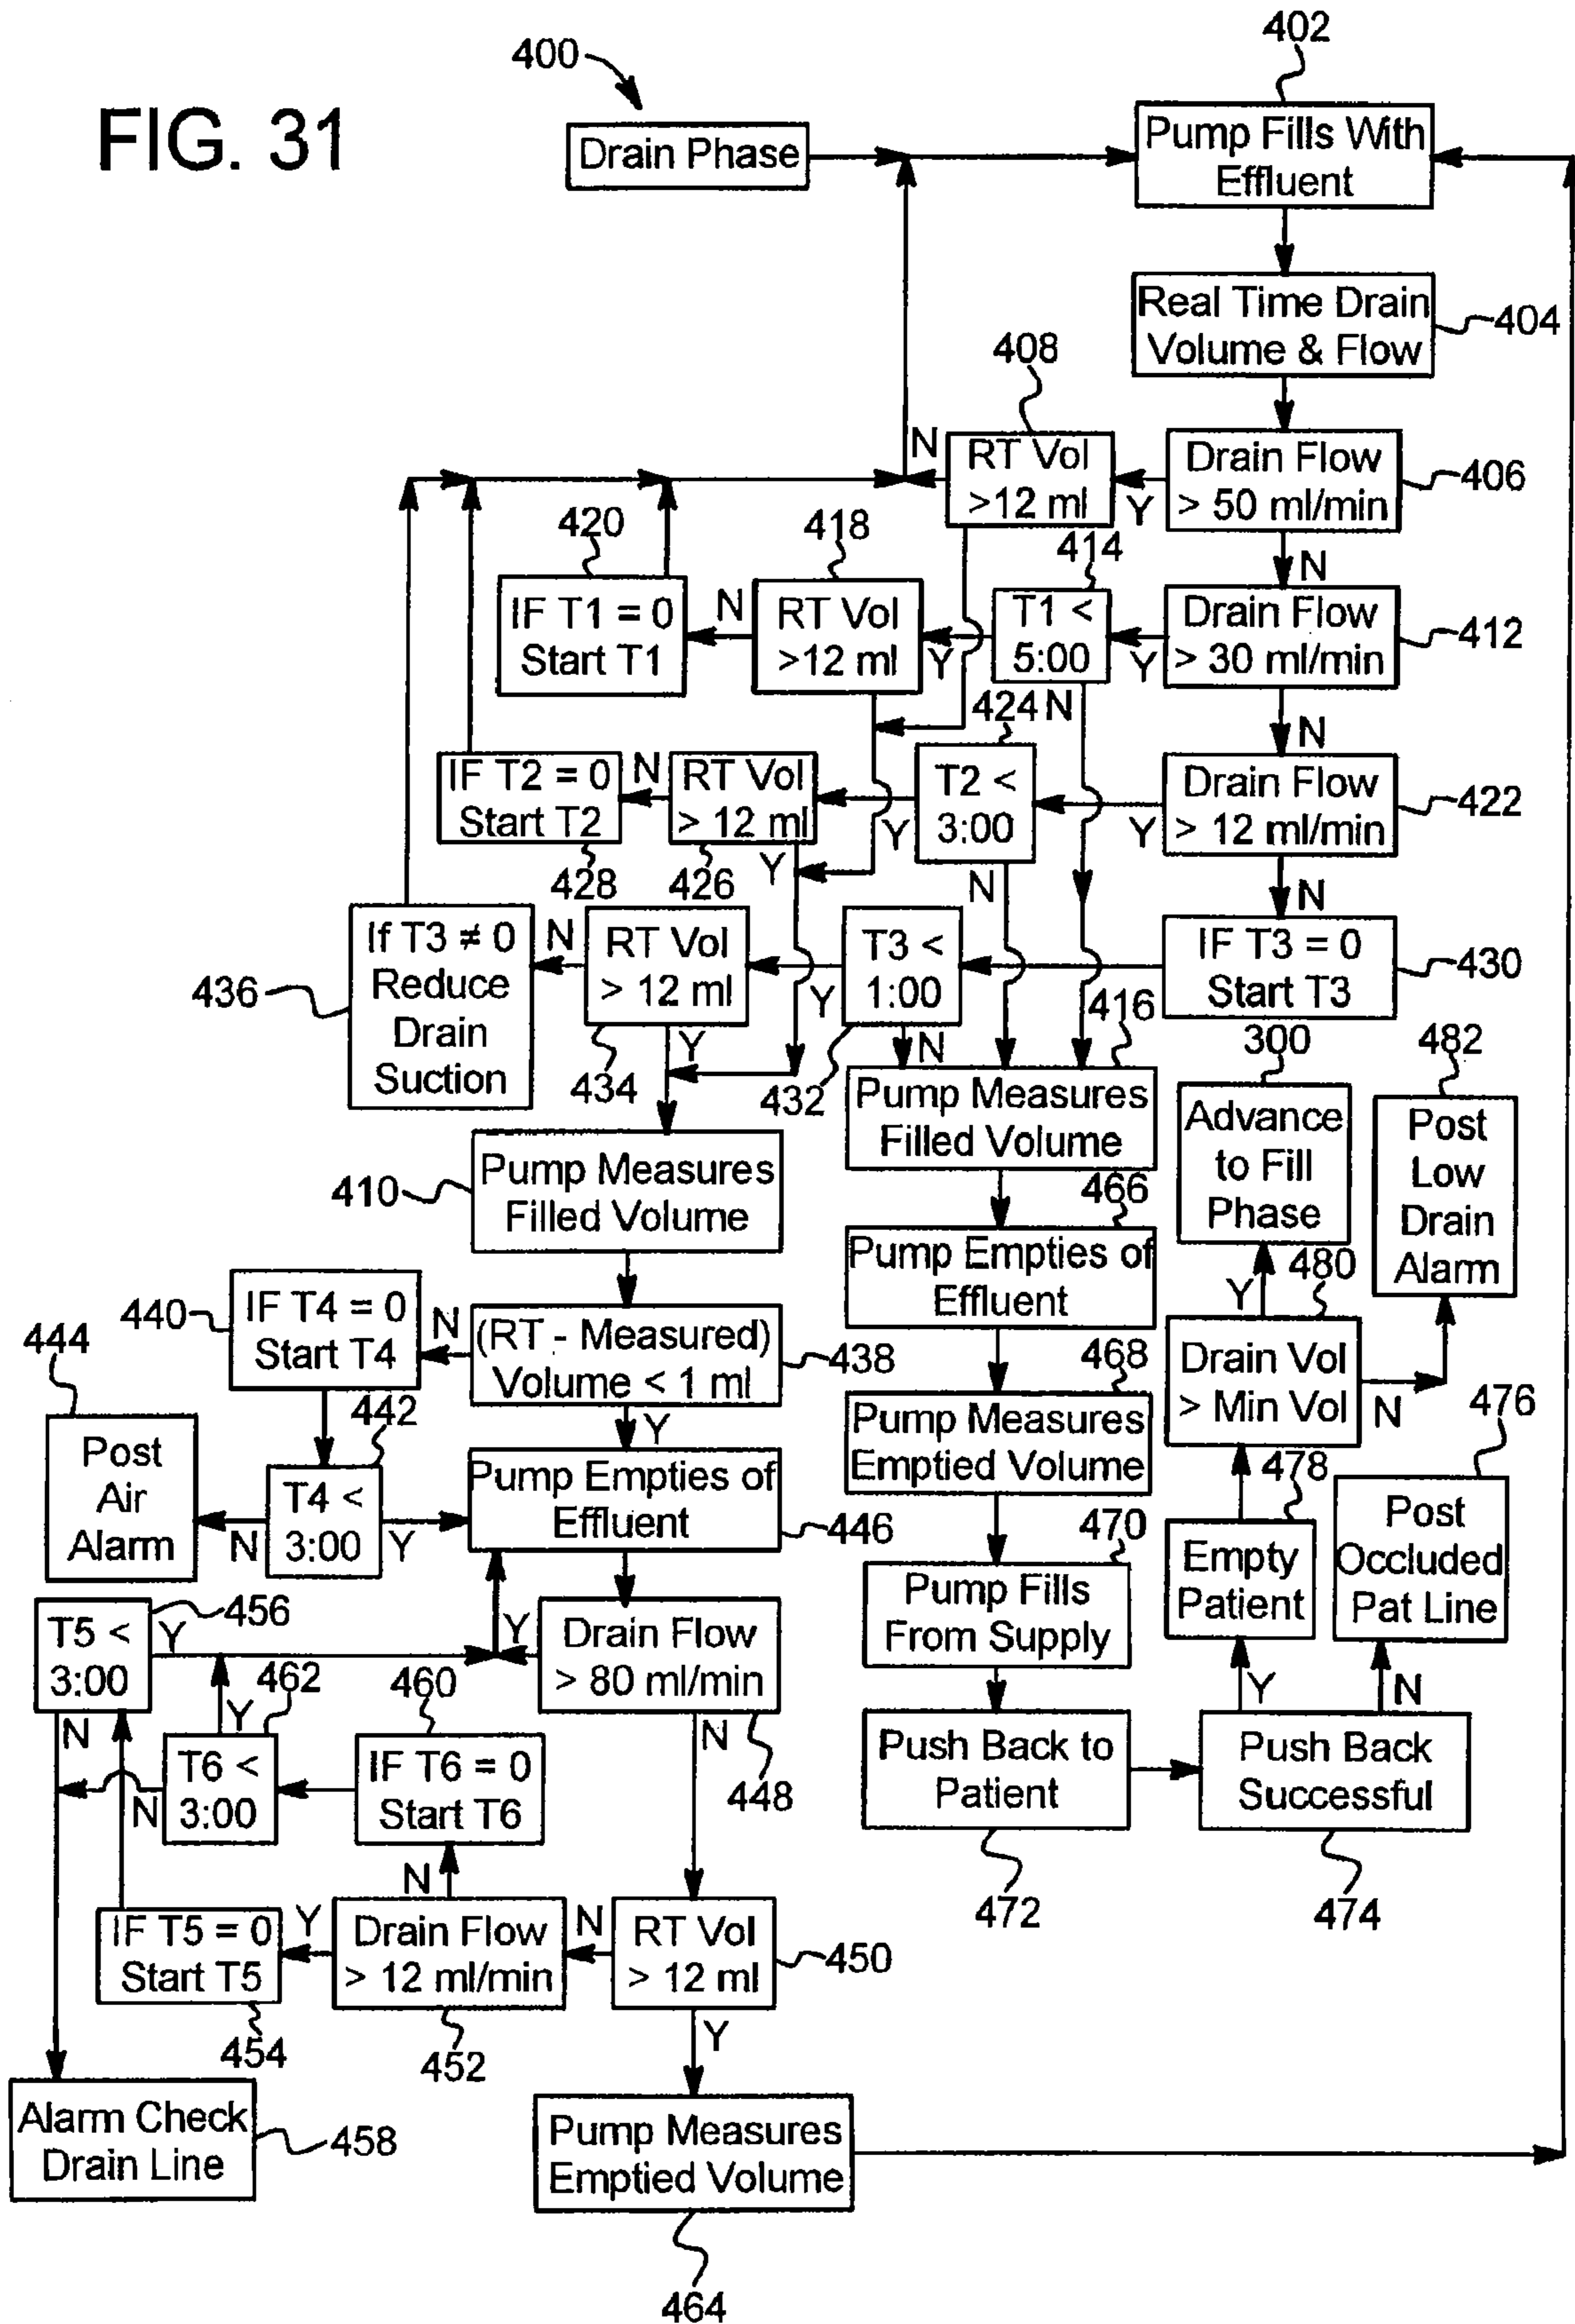 FIG. 31
400
402
Drain Phase
Pump Fills With
Effluent
Real Time Drain
Volume & Flow
404
408
N
RT Vol
>12 ml
Y
Drain Flow
> 50 ml/min
406
N
420
418
414
IF T1 = 0
Start T1
N
RT Vol
>12 ml
Y
T1 <
5:00
Y
Drain Flow
> 30 ml/min
412
424
N
N
IF T2 = 0
Start T2
N
RT Vol
> 12 ml
Y
T2 <
3:00
Y
Drain Flow
> 12 ml/min
422
428
426
Y
N
N
If T3 ≠ 0
Reduce
Drain
Suction
436
N
RT Vol
> 12 ml
Y
T3 <
1:00
IF T3 = 0
Start T3
430
434
Y
432
N
416
300
482
Pump Measures
Filled Volume
410
Pump Measures
Filled Volume
466
Advance
to Fill
Phase
Post
Low
Drain
Alarm
Pump Empties of
Effluent
480
Y
440
IF T4 = 0
Start T4
N
(RT - Measured)
Volume < 1 ml
438
468
Drain Vol
> Min Vol
N
444
442
Y
Pump Measures
Emptied Volume
478
476
Post
Air
Alarm
N
T4 <
3:00
Y
Pump Empties of
Effluent
446
470
Empty
Patient
Post
Occluded
Pat Line
T5 <
3:00
456
Y
Y
Drain Flow
> 80 ml/min
Pump Fills
From Supply
Y
N
462
460
N
Y
N
448
T6 <
3:00
N
IF T6 = 0
Start T6
Push Back to
Patient
Push Back
Successful
472
474
N
IF T5 = 0
Start T5
Y
Drain Flow
> 12 ml/min
N
RT Vol
> 12 ml
450
454
452
Y
Alarm Check
Drain Line
458
Pump Measures
Emptied Volume
464